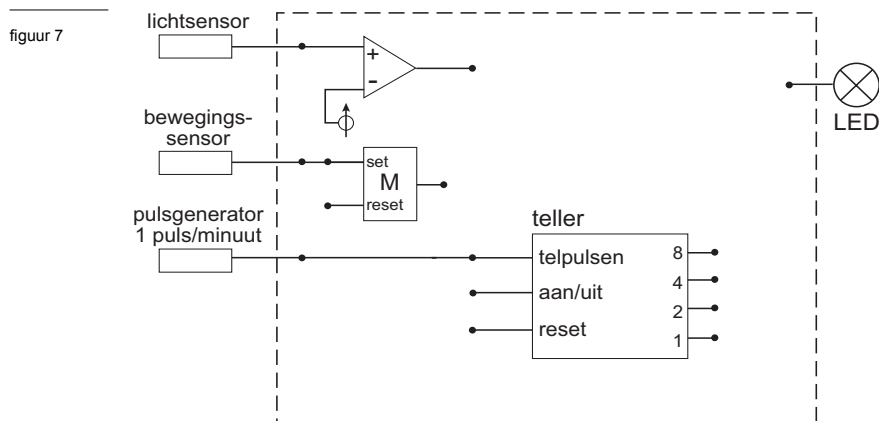 figuur 7
lichtsensor
+
-
bewegings-
sensor
set
M
reset
LED
pulsgenerator
1 puls/minuut
teller
telpulsen
aan/uit
reset
8
4
2
1